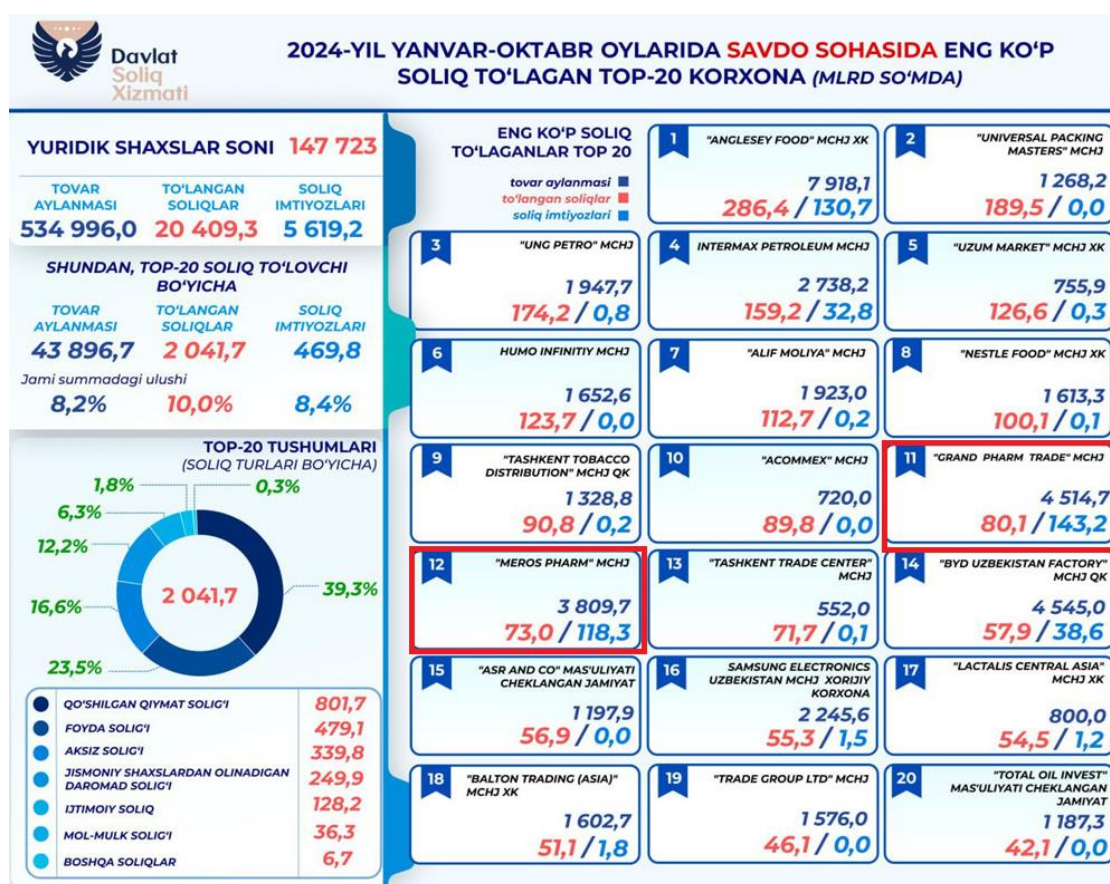 Davlat
Soliq
Xizmati
2024-YIL YANVAR-OKTABR OYLARIDA SAVDO SOHASIDA ENG KO‘P
SOLIQ TO‘LAGAN TOP-20 KORXONA (MLRD SO‘MDA)
YURIDIK SHAXSLAR SONI 147 723
TOVAR AYLANMASI
TO‘LANGAN SOLIQLAR
SOLIQ IMTIYOZLARI
534 996,0 20 409,3 5 619,2
SHUNDAN, TOP-20 SOLIQ TO‘LOVCHI
BO‘YICHA
TOVAR AYLANMASI
TO‘LANGAN SOLIQLAR
SOLIQ IMTIYOZLARI
43 896,7 2 041,7 469,8
Jami summadagi ulushi
8,2% 10,0% 8,4%
TOP-20 TUSHUMLARI
(SOLIQ TURLARI BO‘YICHA)
1,8% 0,3%
6,3%
12,2%
16,6%
2 041,7
39,3%
23,5%
QO‘SHILGAN QIYMAT SOLIG‘I 801,7
FOYDA SOLIG‘I 479,1
AKSIZ SOLIG‘I 339,8
JISMONIY SHAXSLARDAN OLINADIGAN
DAROMAD SOLIG‘I 249,9
IJTIMOIY SOLIQ 128,2
MOL-MULK SOLIG‘I 36,3
BOSHQA SOLIQLAR 6,7
ENG KO‘P SOLIQ
TO‘LAGANLAR TOP 20
tovar aylanmasi
to‘langan soliqlar
soliq imtiyozlari
1 "ANGLESEY FOOD" MCHJ XK
7 918,1
286,4 / 130,7
2 "UNIVERSAL PACKING
MASTERS" MCHJ
1 268,2
189,5 / 0,0
3 "UNG PETRO" MCHJ
1 947,7
174,2 / 0,8
4 INTERMAX PETROLEUM MCHJ
2 738,2
159,2 / 32,8
5 "UZUM MARKET" MCHJ XK
755,9
126,6 / 0,3
6 HUMO INFINITIY MCHJ
1 652,6
123,7 / 0,0
7 "ALIF MOLIYA" MCHJ
1 923,0
112,7 / 0,2
8 "NESTLE FOOD" MCHJ XK
1 613,3
100,1 / 0,1
9 "TASHKENT TOBACCO
DISTRIBUTION" MCHJ QK
1 328,8
90,8 / 0,2
10 "ACOMMEX" MCHJ
720,0
89,8 / 0,0
11 "GRAND PHARM TRADE" MCHJ
4 514,7
80,1 / 143,2
12 "MEROS PHARM" MCHJ
3 809,7
73,0 / 118,3
13 "TASHKENT TRADE CENTER"
MCHJ
552,0
71,7 / 0,1
14 "BYD UZBEKISTAN FACTORY"
MCHJ QK
4 545,0
57,9 / 38,6
15 "ASR AND CO" MAS'ULIYATI
CHEKLANGAN JAMIYAT
1 197,9
56,9 / 0,0
16 SAMSUNG ELECTRONICS
UZBEKISTAN MCHJ XORIJIY
KORXONA
2 245,6
55,3 / 1,5
17 "LACTALIS CENTRAL ASIA"
MCHJ XK
800,0
54,5 / 1,2
18 "BALTON TRADING (ASIA)"
MCHJ XK
1 602,7
51,1 / 1,8
19 "TRADE GROUP LTD" MCHJ
1 576,0
46,1 / 0,0
20 "TOTAL OIL INVEST"
MAS'ULIYATI CHEKLANGAN
JAMIYAT
1 187,3
42,1 / 0,0